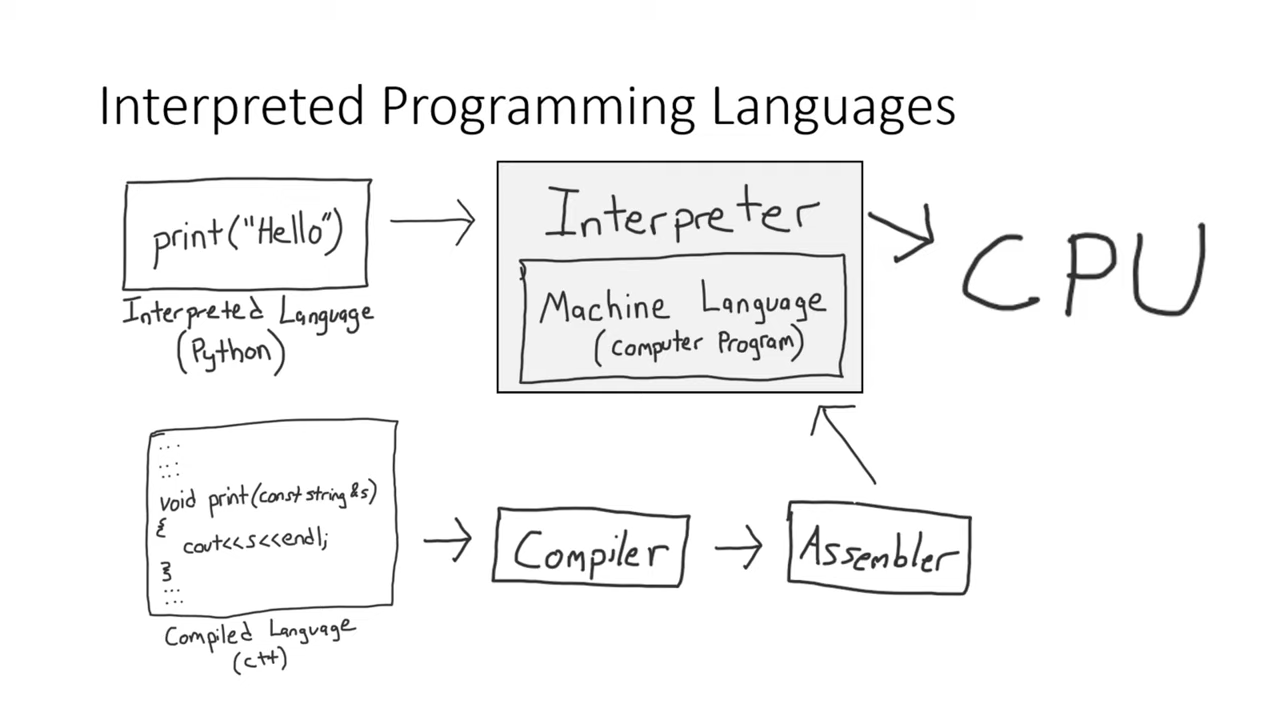 Interpreted Programming Languages
print("Hello")
Interpreted Language
(Python)
Interpreter
Machine Language
(Computer Program)
CPU
...
...
...
void print(const string&s)
{
cout<<s<<endl;
}
...
...
Compiled Language
(c++)
Compiler
Assembler